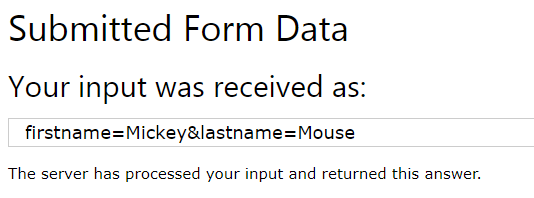 Submitted Form Data
Your input was received as:
firstname=Mickey&lastname=Mouse
The server has processed your input and returned this answer.